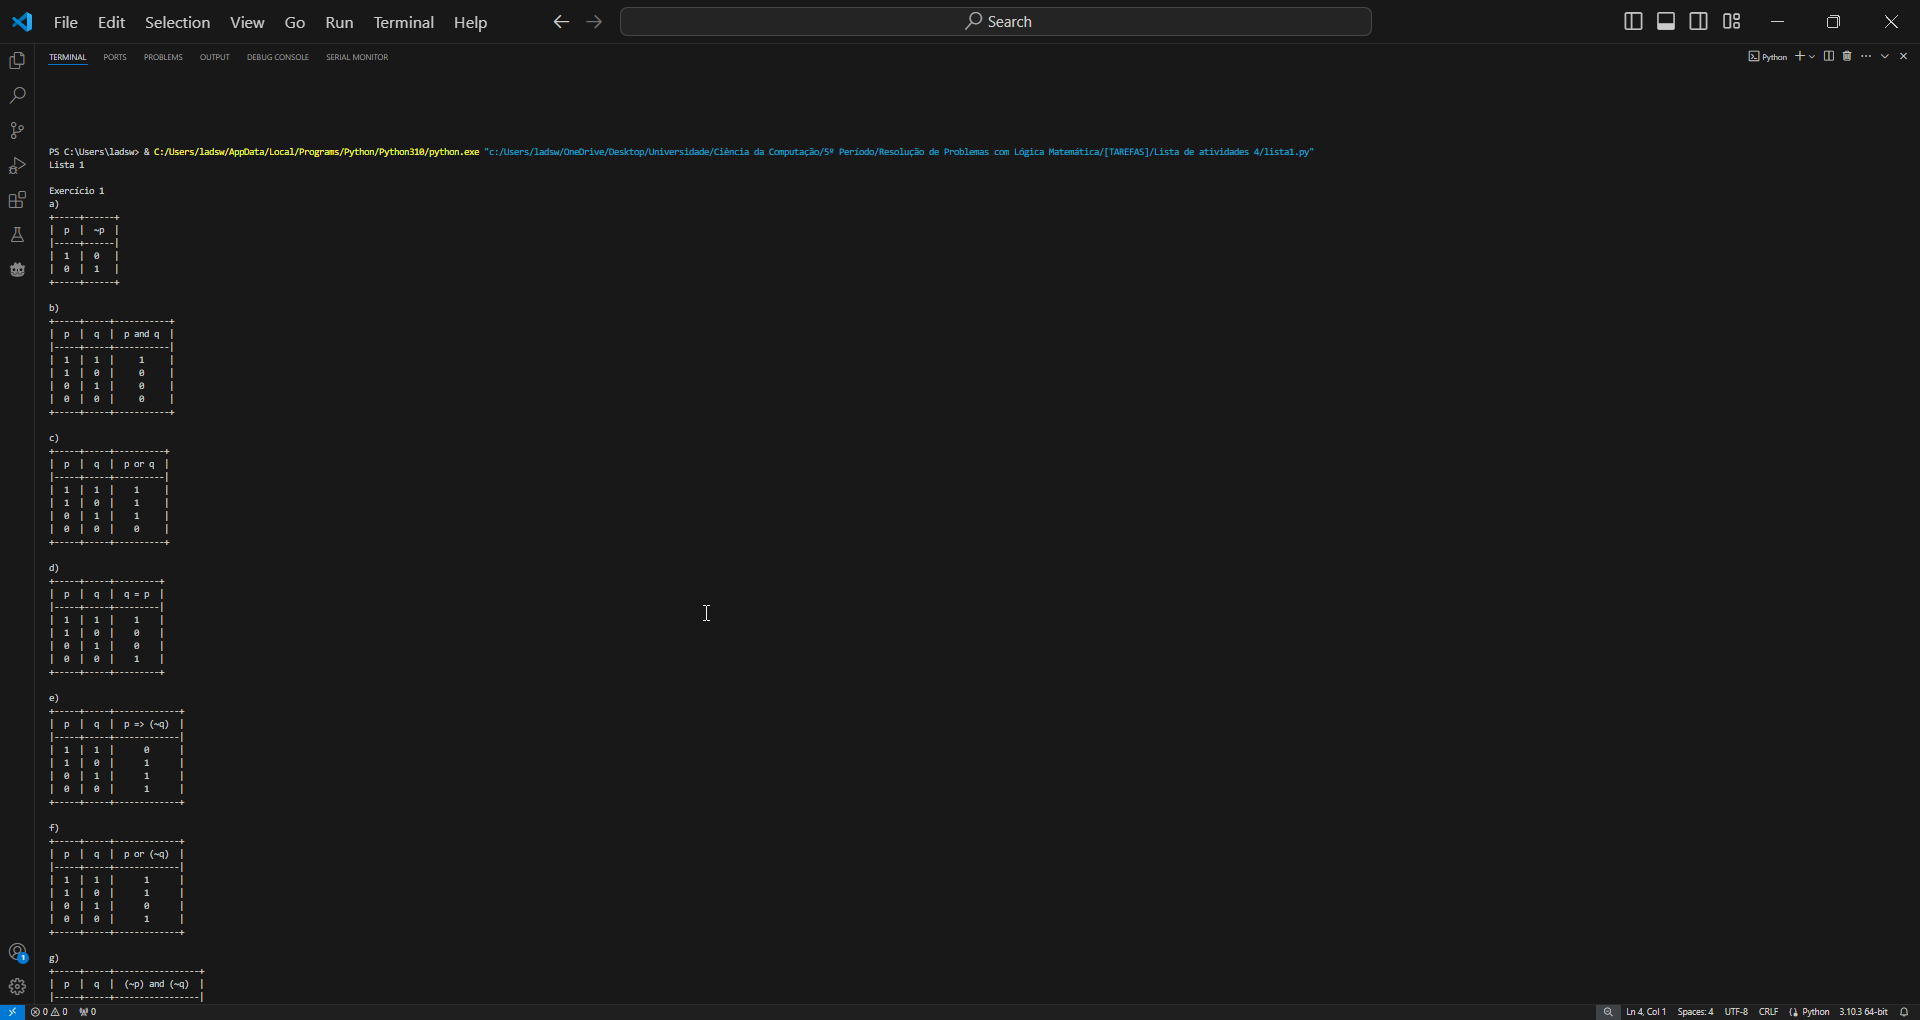 File Edit Selection View Go Run Terminal Help Search
TERMINAL PORTS PROBLEMS OUTPUT DEBUG CONSOLE SERIAL MONITOR Python
PS C:\Users\ladsw> & C:/Users/ladsw/AppData/Local/Programs/Python/Python310/python.exe "c:/Users/ladsw/OneDrive/Desktop/Universidade/Ciência da Computação/5º Período/Resolução de Problemas com Lógica Matemática/[TAREFAS]/Lista de atividades 4/lista1.py"
Lista 1
Exercício 1
a)
+-----+------+
| p | ~p |
|-----+------|
| 1 | 0 |
| 0 | 1 |
+-----+------+
b)
+-----+-----+-----------+
| p | q | p and q |
|-----+-----+-----------|
| 1 | 1 | 1 |
| 1 | 0 | 0 |
| 0 | 1 | 0 |
| 0 | 0 | 0 |
+-----+-----+-----------+
c)
+-----+-----+----------+
| p | q | p or q |
|-----+-----+----------|
| 1 | 1 | 1 |
| 1 | 0 | 1 |
| 0 | 1 | 1 |
| 0 | 0 | 0 |
+-----+-----+----------+
d)
+-----+-----+---------+
| p | q | q = p |
|-----+-----+---------|
| 1 | 1 | 1 |
| 1 | 0 | 0 |
| 0 | 1 | 0 |
| 0 | 0 | 1 |
+-----+-----+---------+
e)
+-----+-----+-------------+
| p | q | p => (~q) |
|-----+-----+-------------|
| 1 | 1 | 0 |
| 1 | 0 | 1 |
| 0 | 1 | 1 |
| 0 | 0 | 1 |
+-----+-----+-------------+
f)
+-----+-----+-------------+
| p | q | p or (~q) |
|-----+-----+-------------|
| 1 | 1 | 1 |
| 1 | 0 | 1 |
| 0 | 1 | 0 |
| 0 | 0 | 1 |
+-----+-----+-------------+
g)
+-----+-----+-----------------+
| p | q | (~p) and (~q) |
|-----+-----+-----------------|
1
0 0 0 Ln 4, Col 1 Spaces: 4 UTF-8 CRLF Python 3.10.3 64-bit